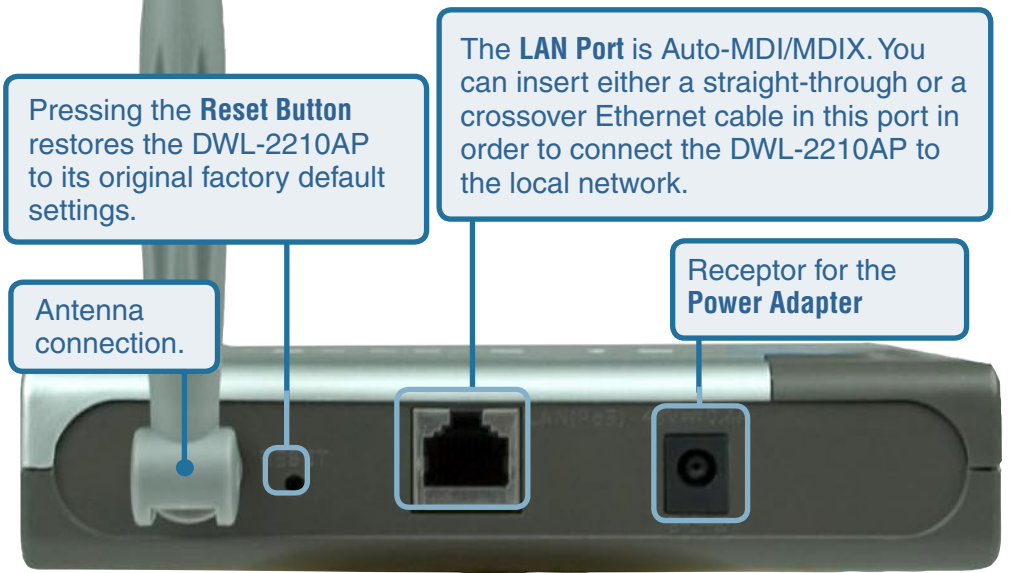 The LAN Port is Auto-MDI/MDIX. You
can insert either a straight-through or a
crossover Ethernet cable in this port in
order to connect the DWL-2210AP to
the local network.
Pressing the Reset Button
restores the DWL-2210AP
to its original factory default
settings.
Receptor for the
Power Adapter
Antenna
connection.